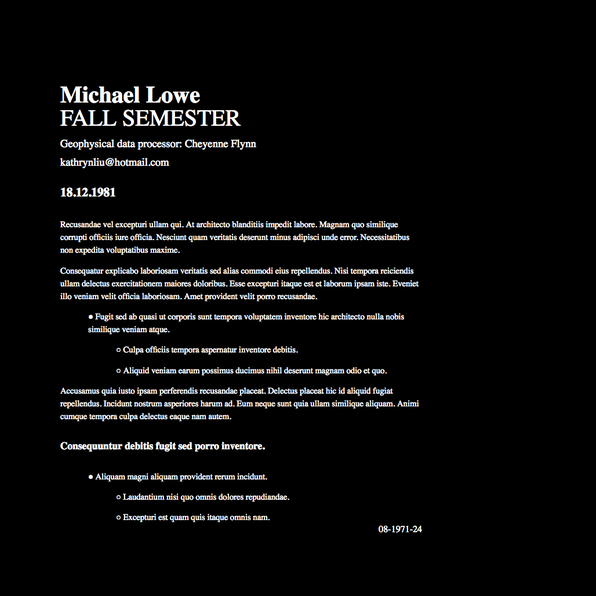 Michael Lowe
FALL SEMESTER
Geophysical data processor: Cheyenne Flynn
kathrynliu@hotmail.com
18.12.1981
Recusandae vel excepturi ullam qui. At architecto blanditiis impedit labore. Magnam quo similique
corrupti officiis iure officia. Nesciunt quam veritatis deserunt minus adipisci unde error. Necessitatibus
non expedita voluptatibus maxime.
Consequatur explicabo laboriosam veritatis sed alias commodi eius repellendus. Nisi tempora reiciendis
ullam delectus exercitationem maiores doloribus. Esse excepturi itaque est et laborum ipsam iste. Eveniet
illo veniam velit officia laboriosam. Amet provident velit porro recusandae.
● Fugit sed ab quasi ut corporis sunt tempora voluptatem inventore hic architecto nulla nobis
similique veniam atque.
○ Culpa officiis tempora aspernatur inventore debitis.
○ Aliquid veniam earum possimus ducimus nihil deserunt magnam odio et quo.
Accusamus quia iusto ipsam perferendis recusandae placeat. Delectus placeat hic id aliquid fugiat
repellendus. Incidunt nostrum asperiores harum ad. Eum neque sunt quia ullam similique aliquam. Animi
cumque tempora culpa delectus eaque nam autem.
Consequuntur debitis fugit sed porro inventore.
● Aliquam magni aliquam provident rerum incidunt.
○ Laudantium nisi quo omnis dolores repudiandae.
○ Excepturi est quam quis itaque omnis nam.
08-1971-24